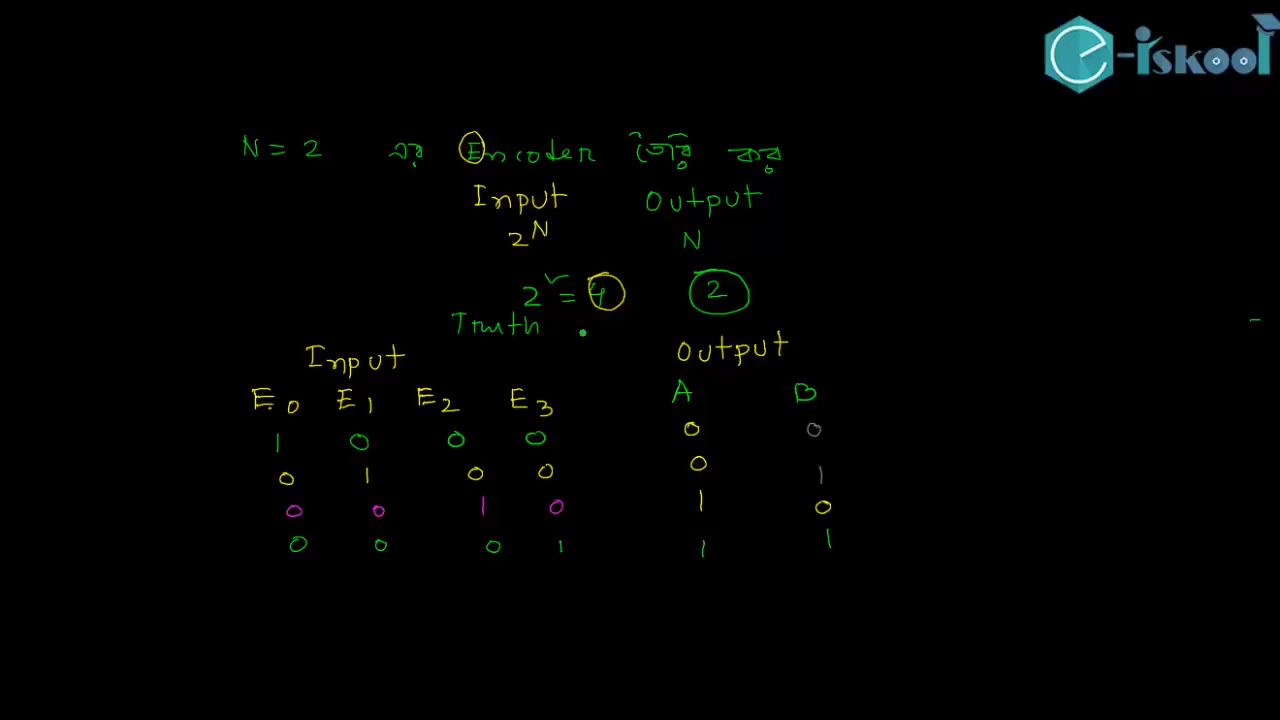 e-iskool
N = 2 এর Encoder তৈরি কর
Input Output
2^N N
2² = 4 2
Truth
Input Output
E0 E1 E2 E3 A B
1 0 0 0 0 0
0 1 0 0 0 1
0 0 1 0 1 0
0 0 0 1 1 1